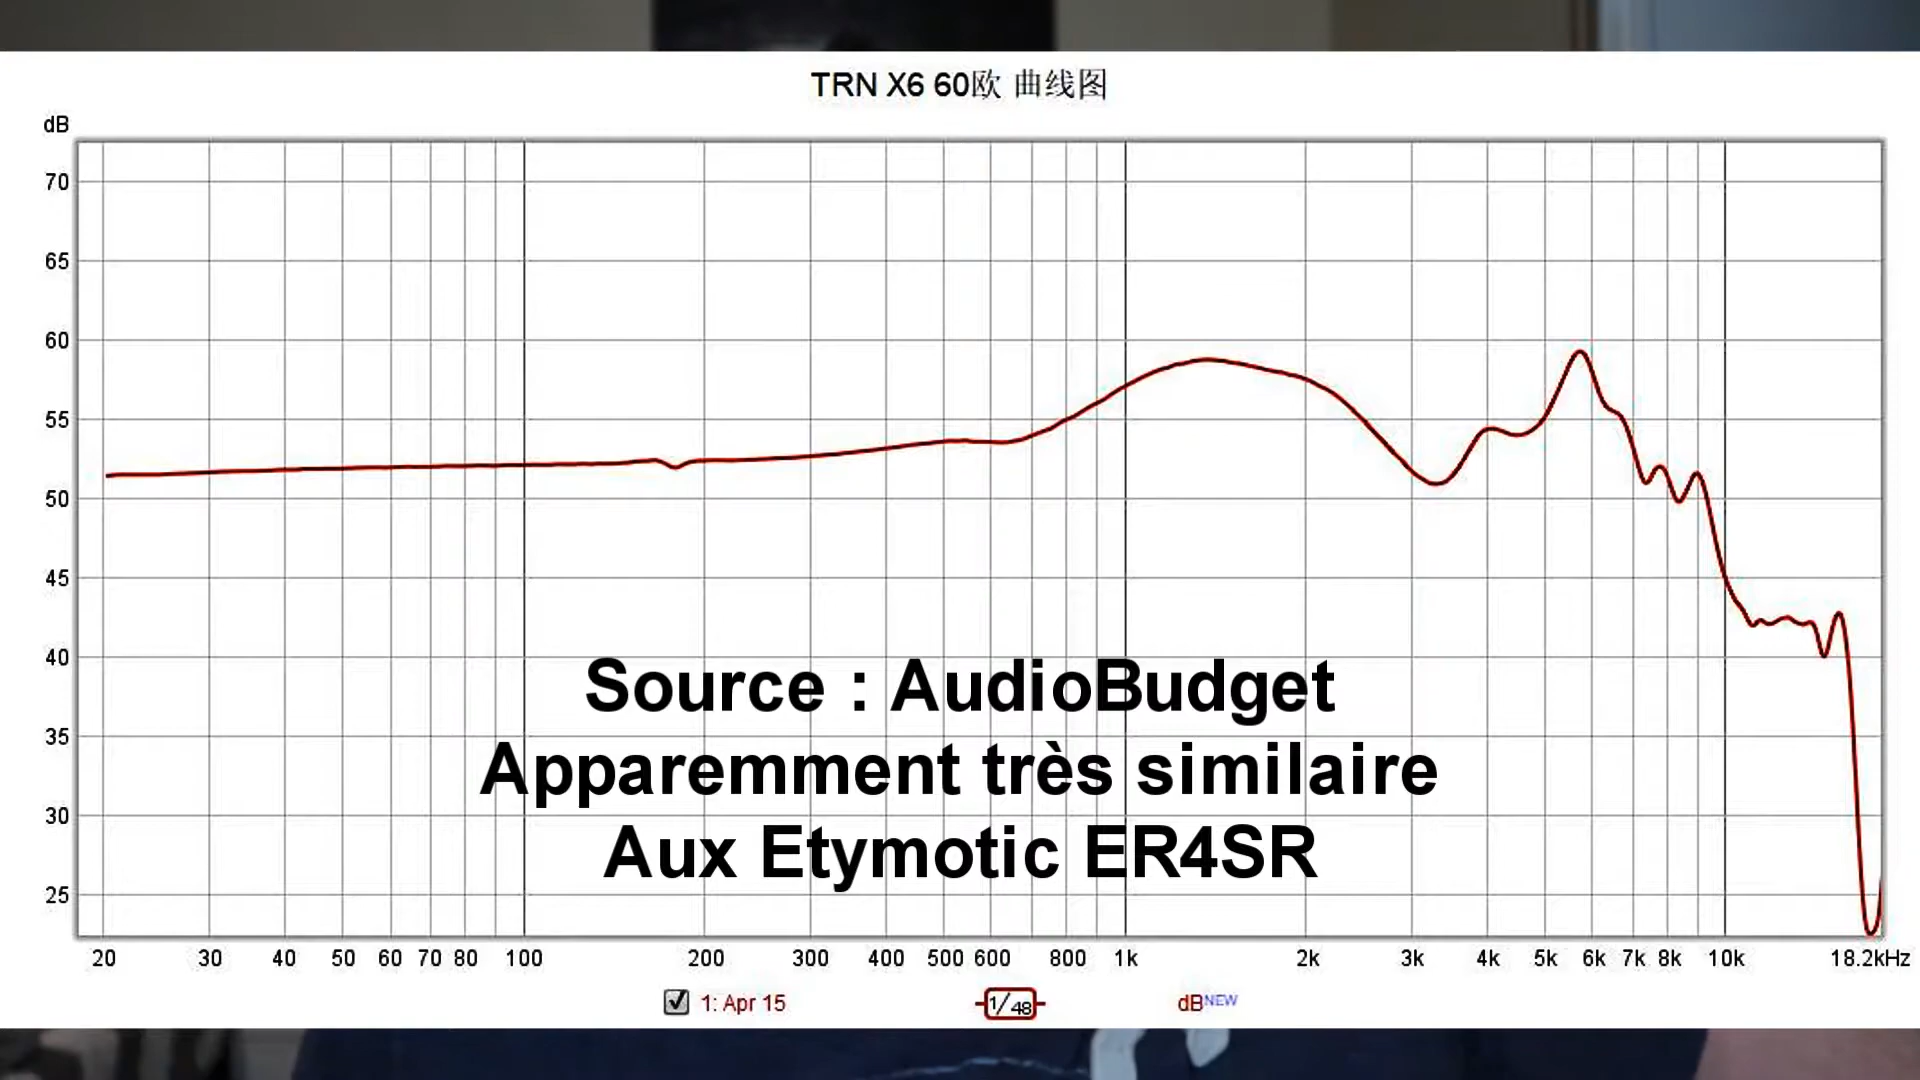 TRN X6 60欧 曲线图
dB
70
65
60
55
50
45
40
35
30
25
Source : AudioBudget
Apparemment très similaire
Aux Etymotic ER4SR
20 30 40 50 60 70 80 100 200 300 400 500 600 800 1k 2k 3k 4k 5k 6k 7k 8k 10k 18.2kHz
1: Apr 15 1/48 dBNEW